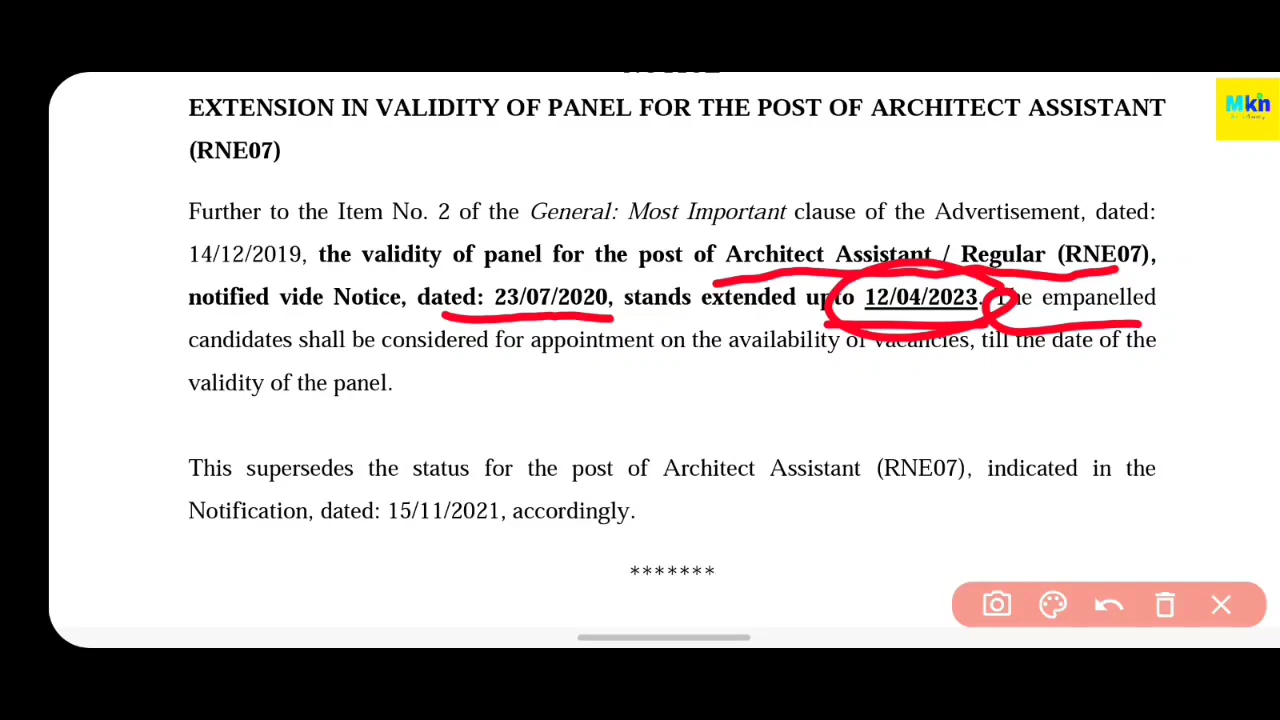 EXTENSION IN VALIDITY OF PANEL FOR THE POST OF ARCHITECT ASSISTANT
(RNE07)
Mkn
Further to the Item No. 2 of the General: Most Important clause of the Advertisement, dated:
14/12/2019, the validity of panel for the post of Architect Assistant / Regular (RNE07),
notified vide Notice, dated: 23/07/2020, stands extended upto 12/04/2023. The empanelled
candidates shall be considered for appointment on the availability of vacancies, till the date of the
validity of the panel.
This supersedes the status for the post of Architect Assistant (RNE07), indicated in the
Notification, dated: 15/11/2021, accordingly.
*******